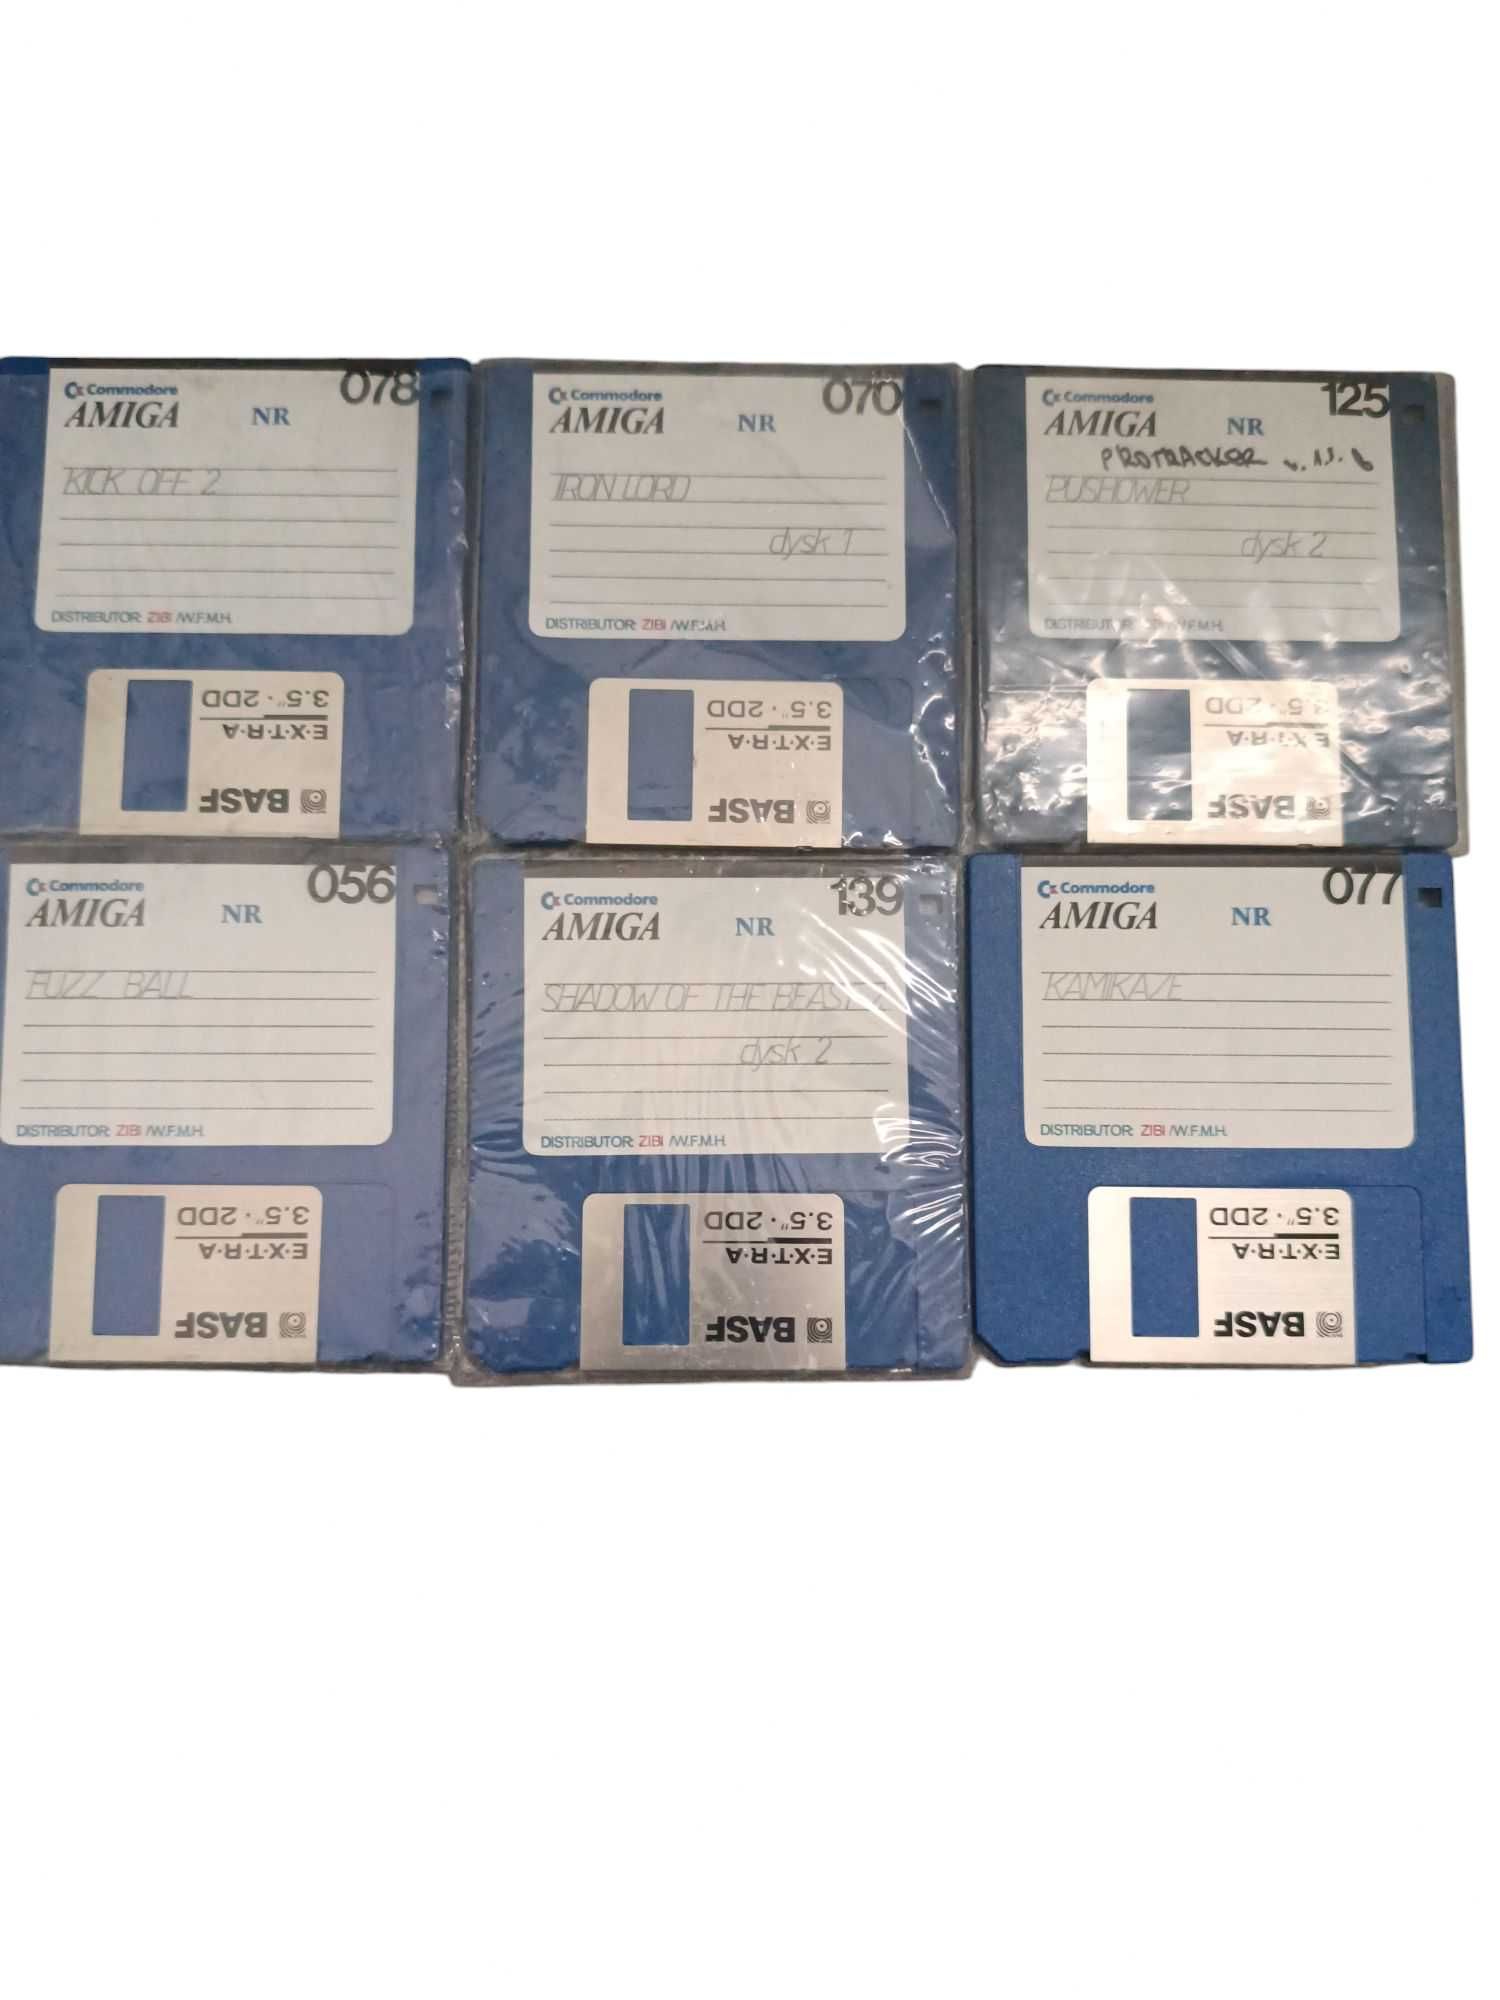 Commodore
AMIGA NR 078
KICK OFF 2
DISTRIBUTOR: ZIBI /W.F.M.H.
3.5" · 2DD
E·X·T·R·A
BASF
Commodore
AMIGA NR 070
IRON LORD
dysk 1
DISTRIBUTOR: ZIBI /W.F.M.H.
3.5" · 2DD
E·X·T·R·A
BASF
Commodore
AMIGA NR 125
PROTRACKER
PUSHOWER
dysk 2
DISTRIBUTOR: W.F.M.H.
3.5" · 2DD
E·X·T·R·A
BASF
Commodore
AMIGA NR 056
FUZZ BALL
DISTRIBUTOR: ZIBI /W.F.M.H.
3.5" · 2DD
E·X·T·R·A
BASF
Commodore
AMIGA NR 139
SHADOW OF THE BEAST 2
dysk 2
DISTRIBUTOR: ZIBI /W.F.M.H.
3.5" · 2DD
E·X·T·R·A
BASF
Commodore
AMIGA NR 077
KAMIKAZE
DISTRIBUTOR: ZIBI /W.F.M.H.
3.5" · 2DD
E·X·T·R·A
BASF